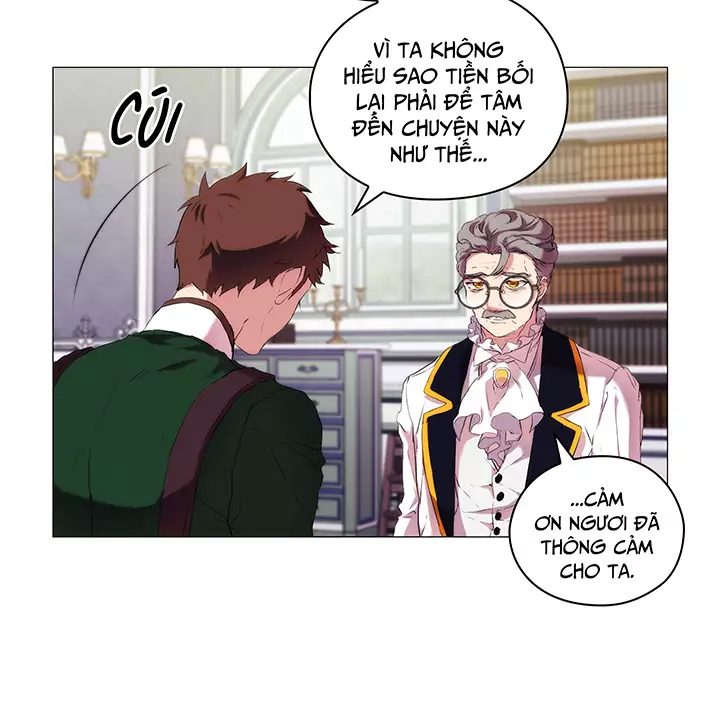 VÌ TA KHÔNG
HIỂU SAO TIỀN BỐI
LẠI PHẢI ĐỂ TÂM
ĐẾN CHUYỆN NÀY
NHƯ THẾ...
CÚI
...CẢM
ƠN NGƯƠI ĐÃ
THÔNG CẢM
CHO TA.